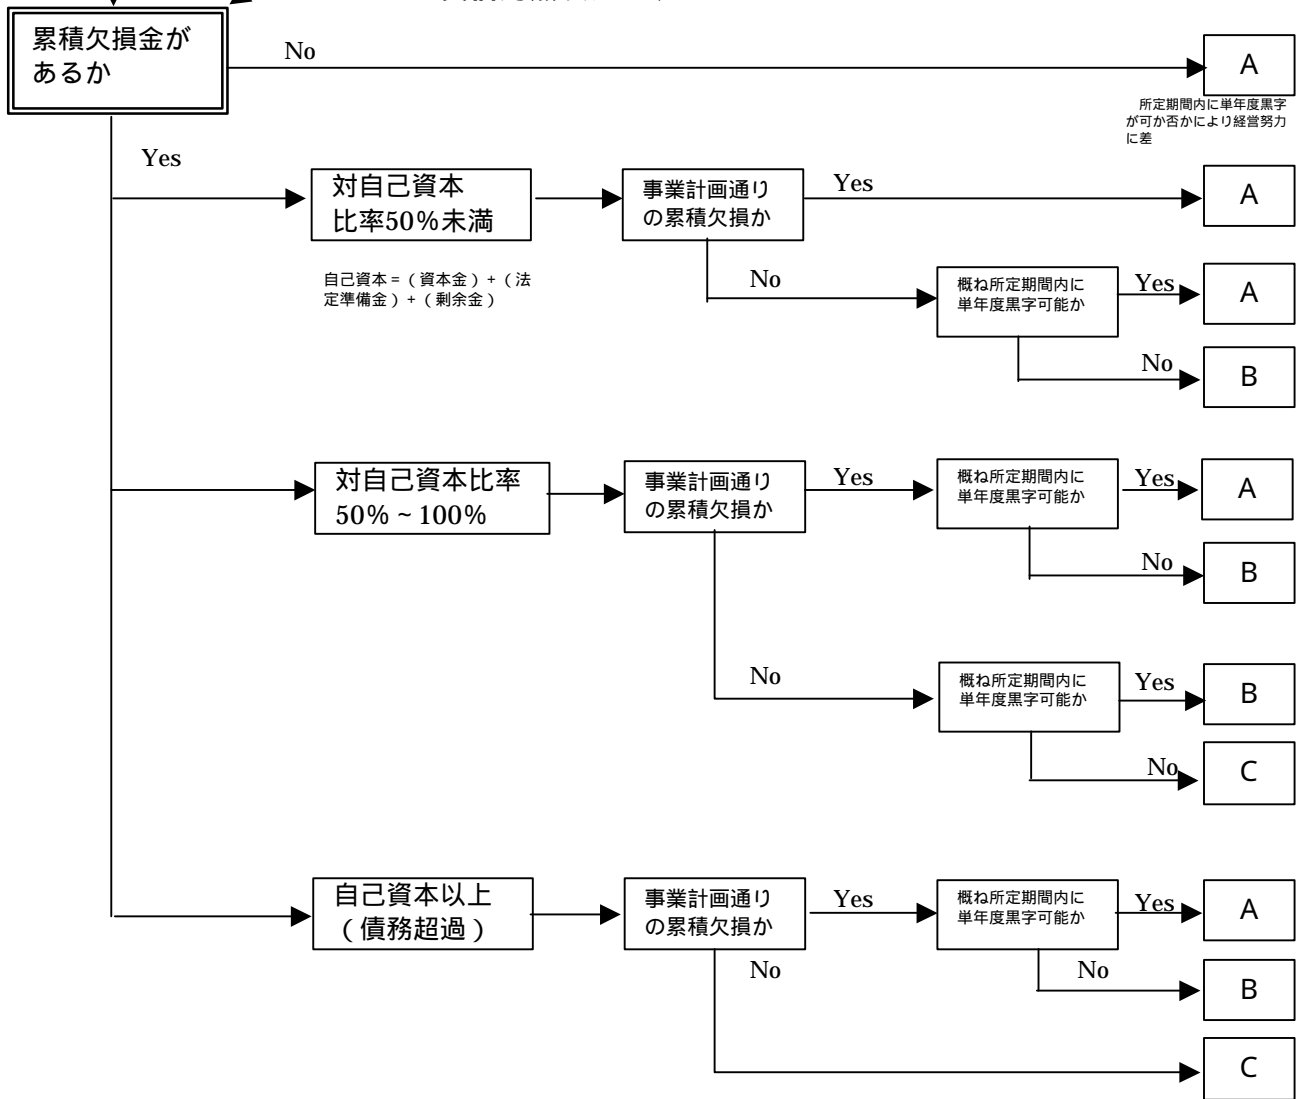 累積欠損金が
あるか
No
A
所定期間内に単年度黒字
が可か否かにより経営努力
に差
Yes
対自己資本
比率50%未満
事業計画通り
の累積欠損か
Yes
A
自己資本=(資本金)+(法
定準備金)+(剰余金)
No
概ね所定期間内に
単年度黒字可能か
Yes
A
No
B
対自己資本比率
50%~100%
事業計画通り
の累積欠損か
Yes
概ね所定期間内に
単年度黒字可能か
Yes
A
No
B
No
概ね所定期間内に
単年度黒字可能か
Yes
B
No
C
自己資本以上
(債務超過)
事業計画通り
の累積欠損か
Yes
概ね所定期間内に
単年度黒字可能か
Yes
A
No
No
B
C